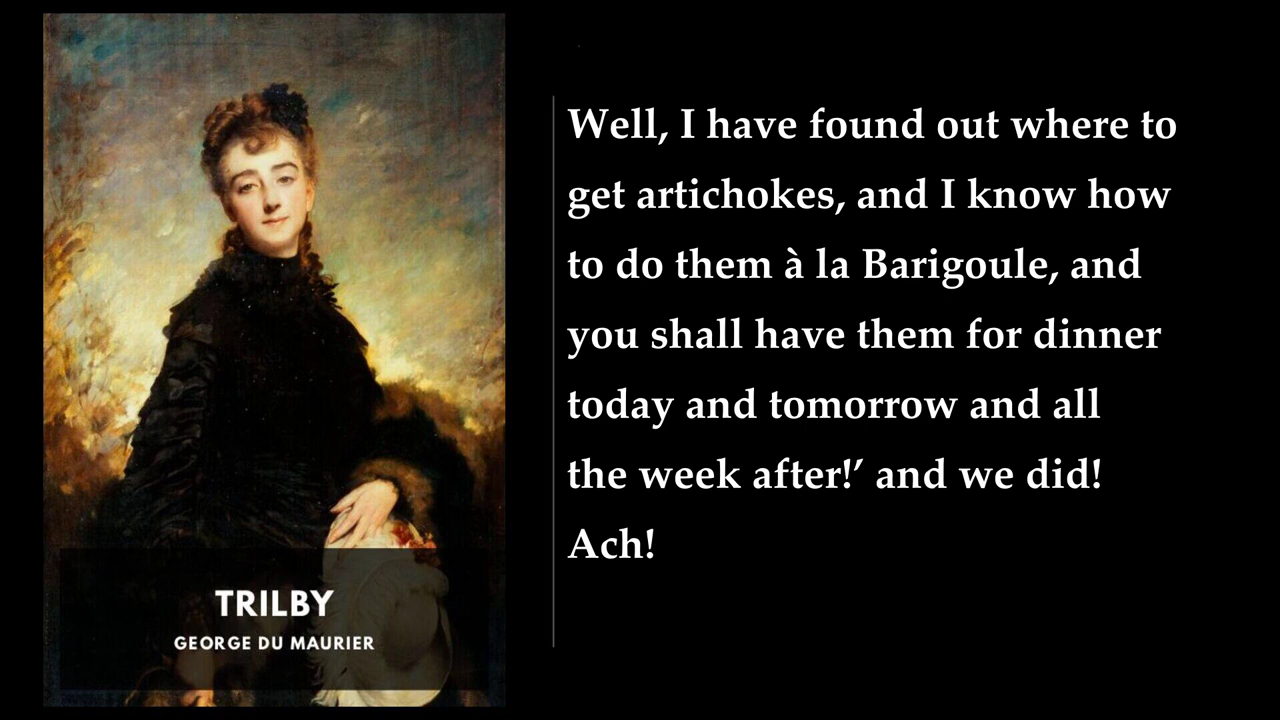 TRILBY
GEORGE DU MAURIER
Well, I have found out where to
get artichokes, and I know how
to do them à la Barigoule, and
you shall have them for dinner
today and tomorrow and all
the week after!’ and we did!
Ach!